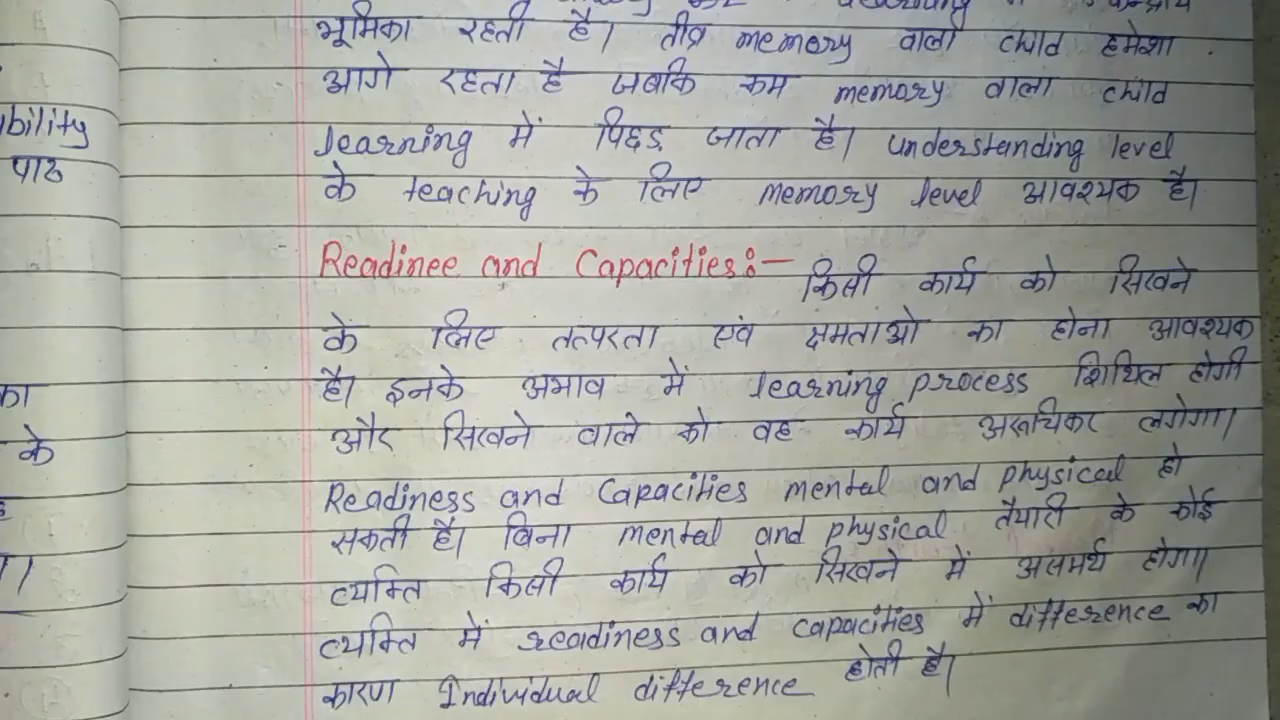 भूमिका रहती है। तीव्र memory वाला child हमेशा
आगे रहता है जबकि कम memory वाला child
learning में पिछड़ जाता है। understanding level
के teaching के लिए memory level आवश्यक है।
Readinee and Capacities:-
किसी कार्य को सिखने
के लिए तत्परता एवं क्षमताओ का होना आवश्यक
है। इनके अभाव में learning process शिथिल होगी
और सिखने वाले को वह कार्य अरूचिकर लगेगा।
Readiness and Capacities mental and physical हो
सकती है। बिना mental and physical तैयारी के कोई
व्यक्ति किसी कार्य को सिखने में असमर्थ होगा।
व्यक्ति में readiness and capacities में difference का
कारण Individual difference होती है।
bility
पाठ
का
के